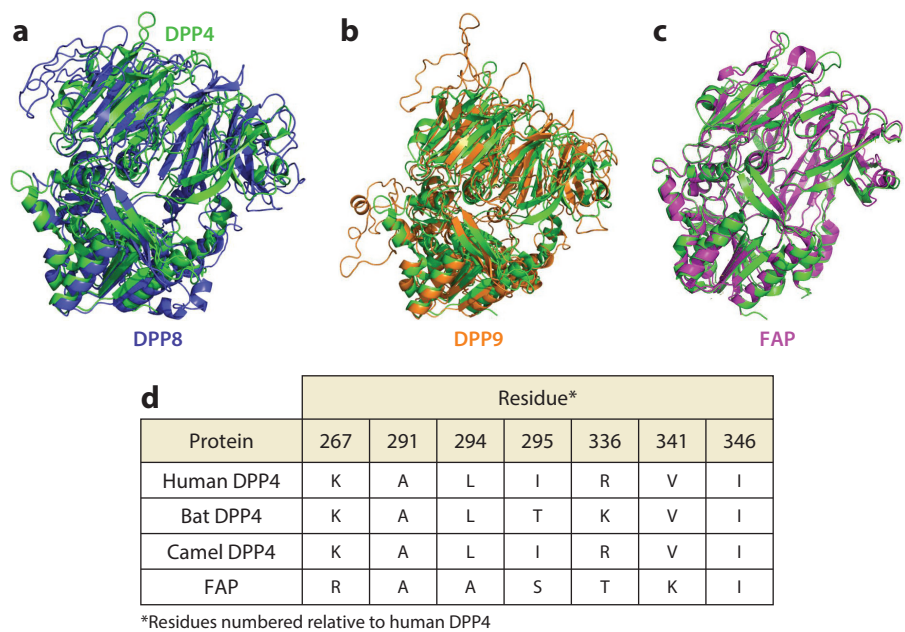 a DPP4 b c
DPP8 DPP9 FAP
d Residue*
Protein 267 291 294 295 336 341 346
Human DPP4 K A L I R V I
Bat DPP4 K A L T K V I
Camel DPP4 K A L I R V I
FAP R A A S T K I
*Residues numbered relative to human DPP4